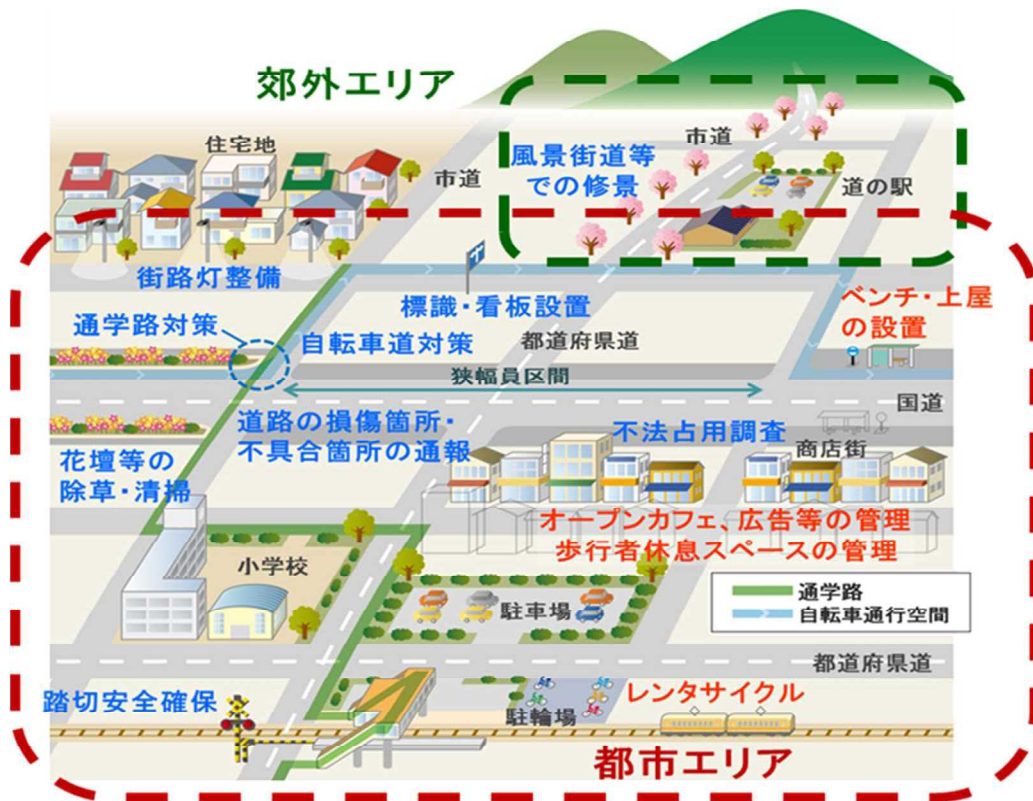 郊外エリア
住宅地
市道
市道
風景街道等
での修景
道の駅
街路灯整備
標識・看板設置
ベンチ・上屋
の設置
通学路対策
自転車道対策
都道府県道
狭幅員区間
国道
道路の損傷箇所・
不具合箇所の通報
不法占用調査
商店街
花壇等の
除草・清掃
オープンカフェ、広告等の管理
歩行者休息スペースの管理
小学校
駐車場
通学路
自転車通行空間
都道府県道
踏切安全確保
駐輪場
レンタサイクル
都市エリア